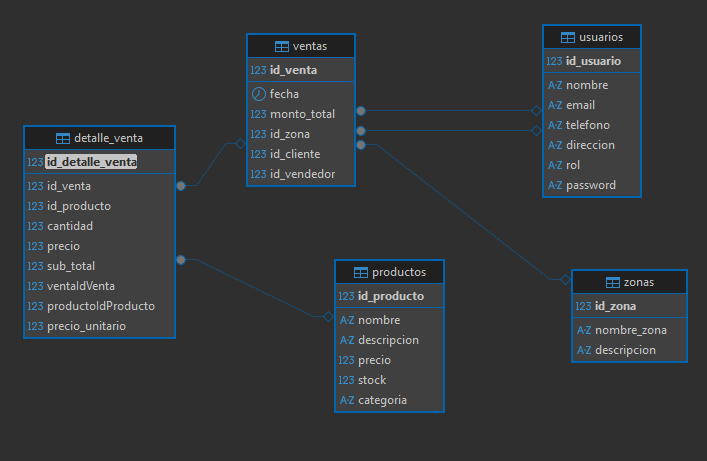 ventas
123 id_venta
fecha
123 monto_total
123 id_zona
123 id_cliente
123 id_vendedor
usuarios
123 id_usuario
A-Z nombre
A-Z email
A-Z telefono
A-Z direccion
A-Z rol
A-Z password
detalle_venta
123 id_detalle_venta
123 id_venta
123 id_producto
123 cantidad
123 precio
123 sub_total
123 ventaIdVenta
123 productoIdProducto
123 precio_unitario
productos
123 id_producto
A-Z nombre
A-Z descripcion
123 precio
123 stock
A-Z categoria
zonas
123 id_zona
A-Z nombre_zona
A-Z descripcion